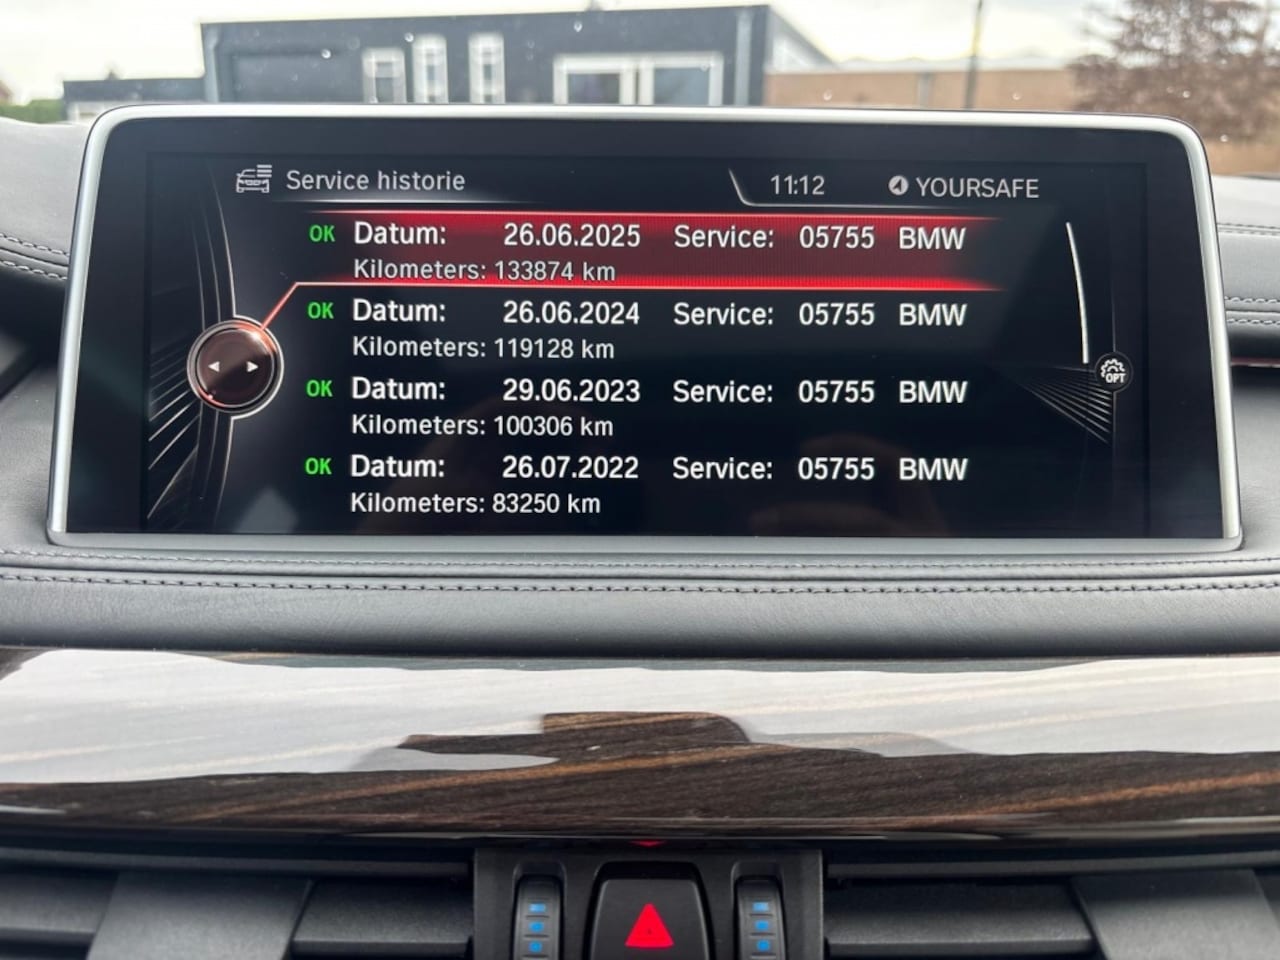 Service historie 11:12 YOURSAFE
OK Datum: 26.06.2025 Service: 05755 BMW
Kilometers: 133874 km
OK Datum: 26.06.2024 Service: 05755 BMW
Kilometers: 119128 km
OK Datum: 29.06.2023 Service: 05755 BMW
Kilometers: 100306 km
OK Datum: 26.07.2022 Service: 05755 BMW
Kilometers: 83250 km
OPT